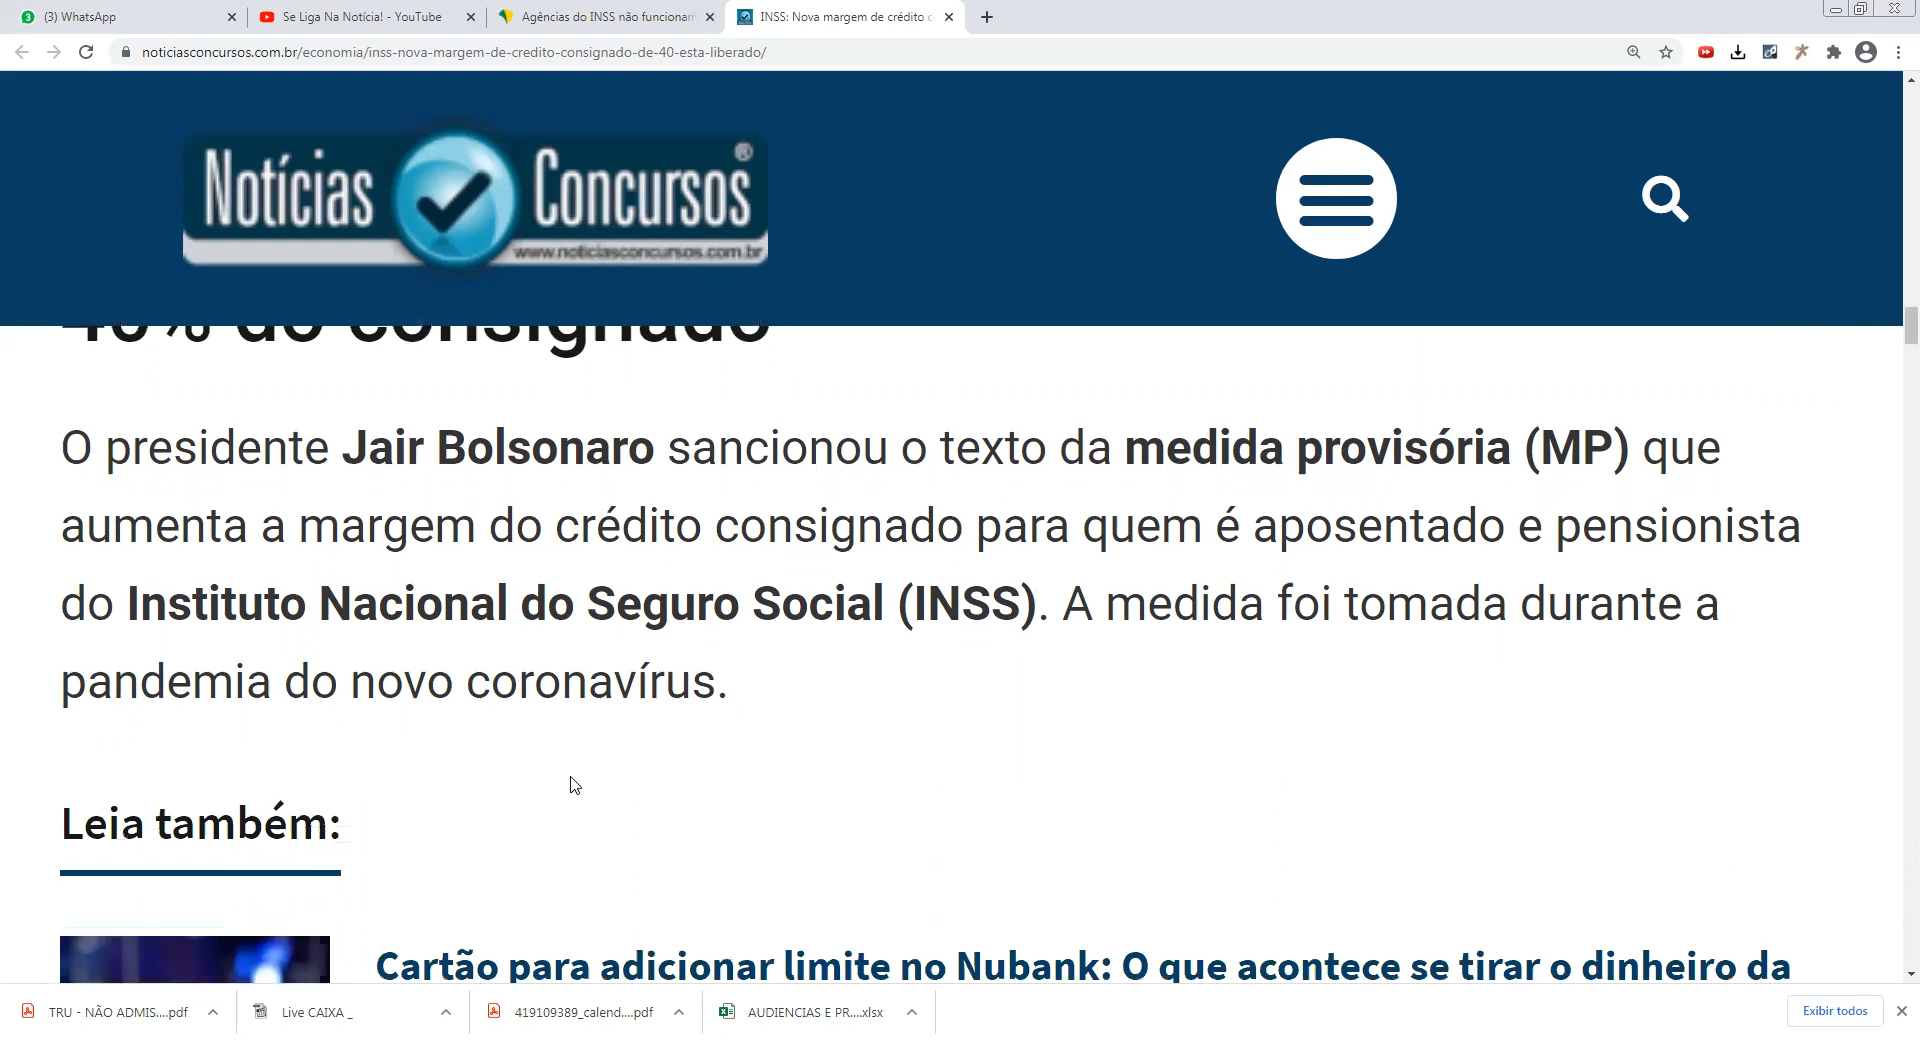 (3) WhatsApp
Se Liga Na Notícia! - YouTube
Agências do INSS não funcionam
INSS: Nova margem de crédito c
noticiasconcursos.com.br/economia/inss-nova-margem-de-credito-consignado-de-40-esta-liberado/
Notícias Concursos®
www.noticiasconcursos.com.br
40% do consignado
O presidente Jair Bolsonaro sancionou o texto da medida provisória (MP) que
aumenta a margem do crédito consignado para quem é aposentado e pensionista
do Instituto Nacional do Seguro Social (INSS). A medida foi tomada durante a
pandemia do novo coronavírus.
Leia também:
Cartão para adicionar limite no Nubank: O que acontece se tirar o dinheiro da
TRU - NÃO ADMIS....pdf
Live CAIXA _
419109389_calend....pdf
AUDIENCIAS E PR....xlsx
Exibir todos